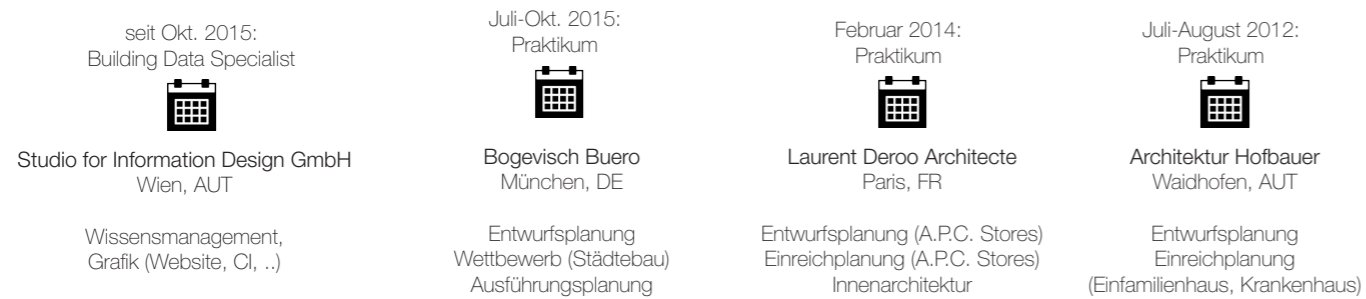 seit Okt. 2015:
Building Data Specialist
Studio for Information Design GmbH
Wien, AUT
Wissensmanagement,
Grafik (Website, CI, ..)
Juli-Okt. 2015:
Praktikum
Bogevisch Buero
München, DE
Entwurfsplanung
Wettbewerb (Städtebau)
Ausführungsplanung
Februar 2014:
Praktikum
Laurent Deroo Architecte
Paris, FR
Entwurfsplanung (A.P.C. Stores)
Einreichplanung (A.P.C. Stores)
Innenarchitektur
Juli-August 2012:
Praktikum
Architektur Hofbauer
Waidhofen, AUT
Entwurfsplanung
Einreichplanung
(Einfamilienhaus, Krankenhaus)